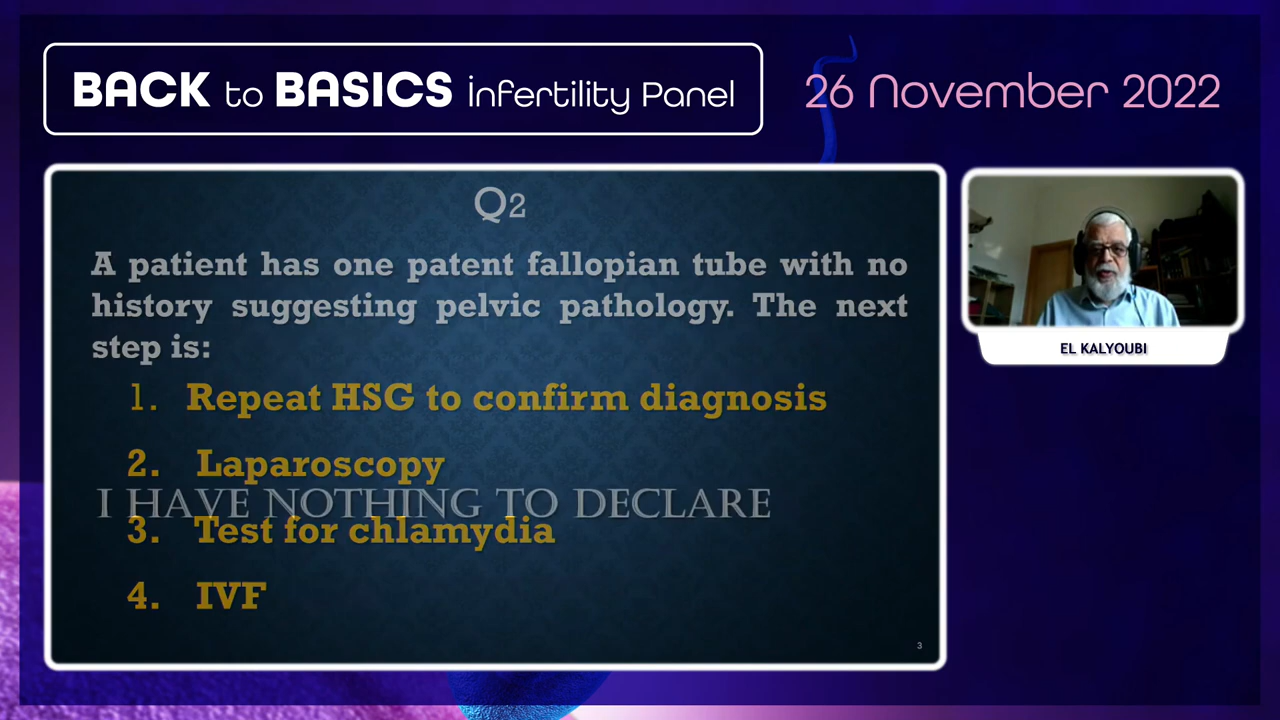 BACK to BASICS infertility Panel
26 November 2022
Q2
A patient has one patent fallopian tube with no
history suggesting pelvic pathology. The next
step is:
1. Repeat HSG to confirm diagnosis
2. Laparoscopy
I HAVE NOTHING TO DECLARE
3. Test for chlamydia
4. IVF
3
EL KALYOUBI